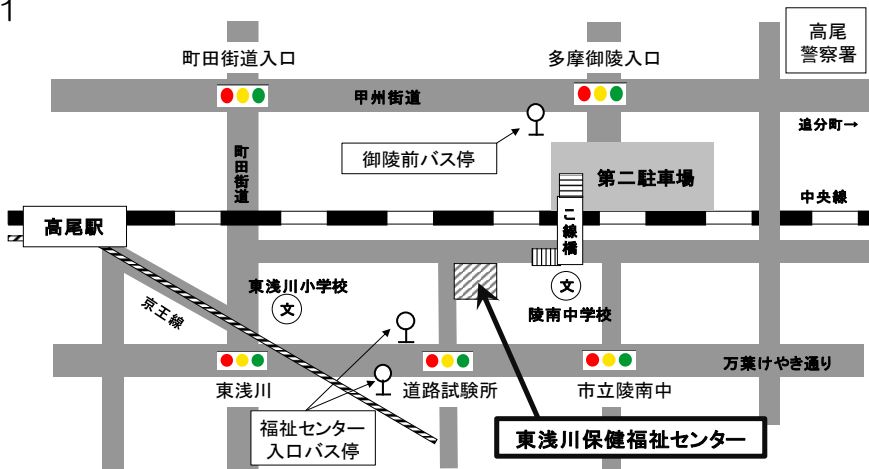 1
高尾
警察署
町田街道入口
多摩御陵入口
甲州街道
追分町→
御陵前バス停
町田街道
第二駐車場
中央線
高尾駅
こ線橋
東浅川小学校
文
文
陵南中学校
京王線
万葉けやき通り
東浅川
道路試験所
市立陵南中
福祉センター
入口バス停
東浅川保健福祉センター